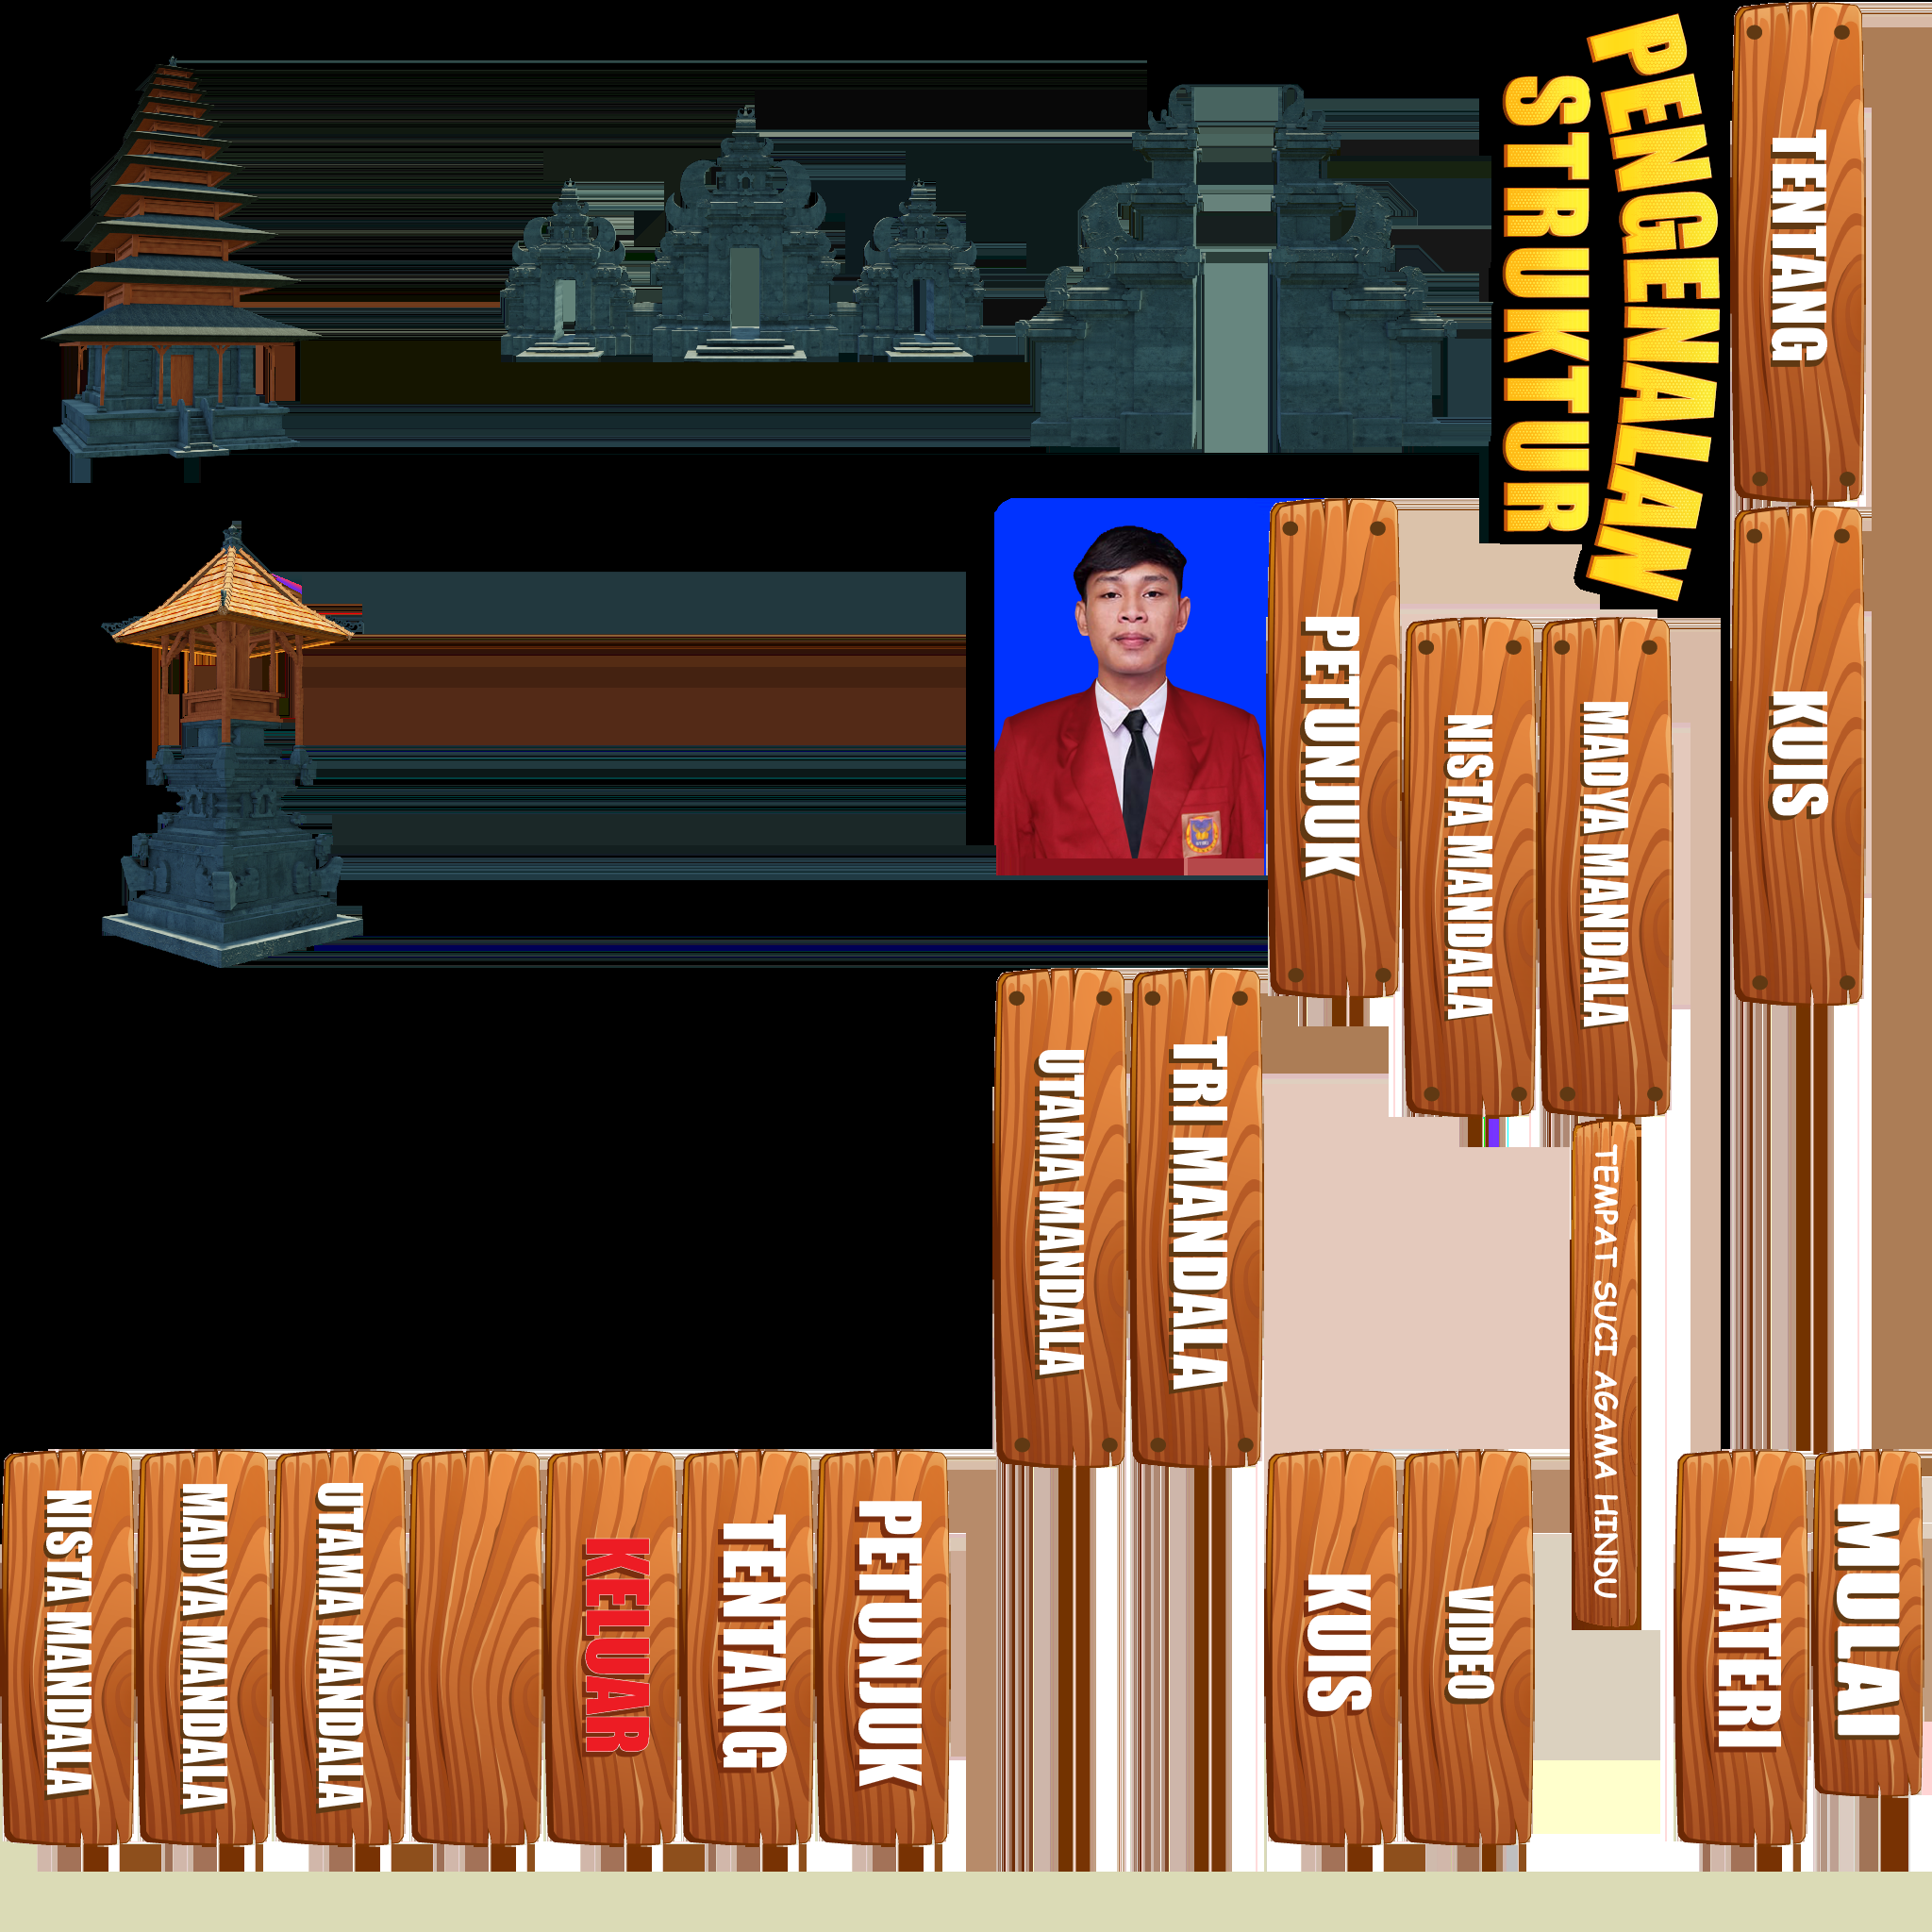 PENGENALAN
STRUKTUR
TENTANG
KUIS
PETUNJUK
NISTA MANDALA
MADYA MANDALA
UTAMA MANDALA
TRI MANDALA
TEMPAT SUCI AGAMA HINDU
NISTA MANDALA
MADYA MANDALA
UTAMA MANDALA
KELUAR
TENTANG
PETUNJUK
KUIS
VIDEO
MATERI
MULAI